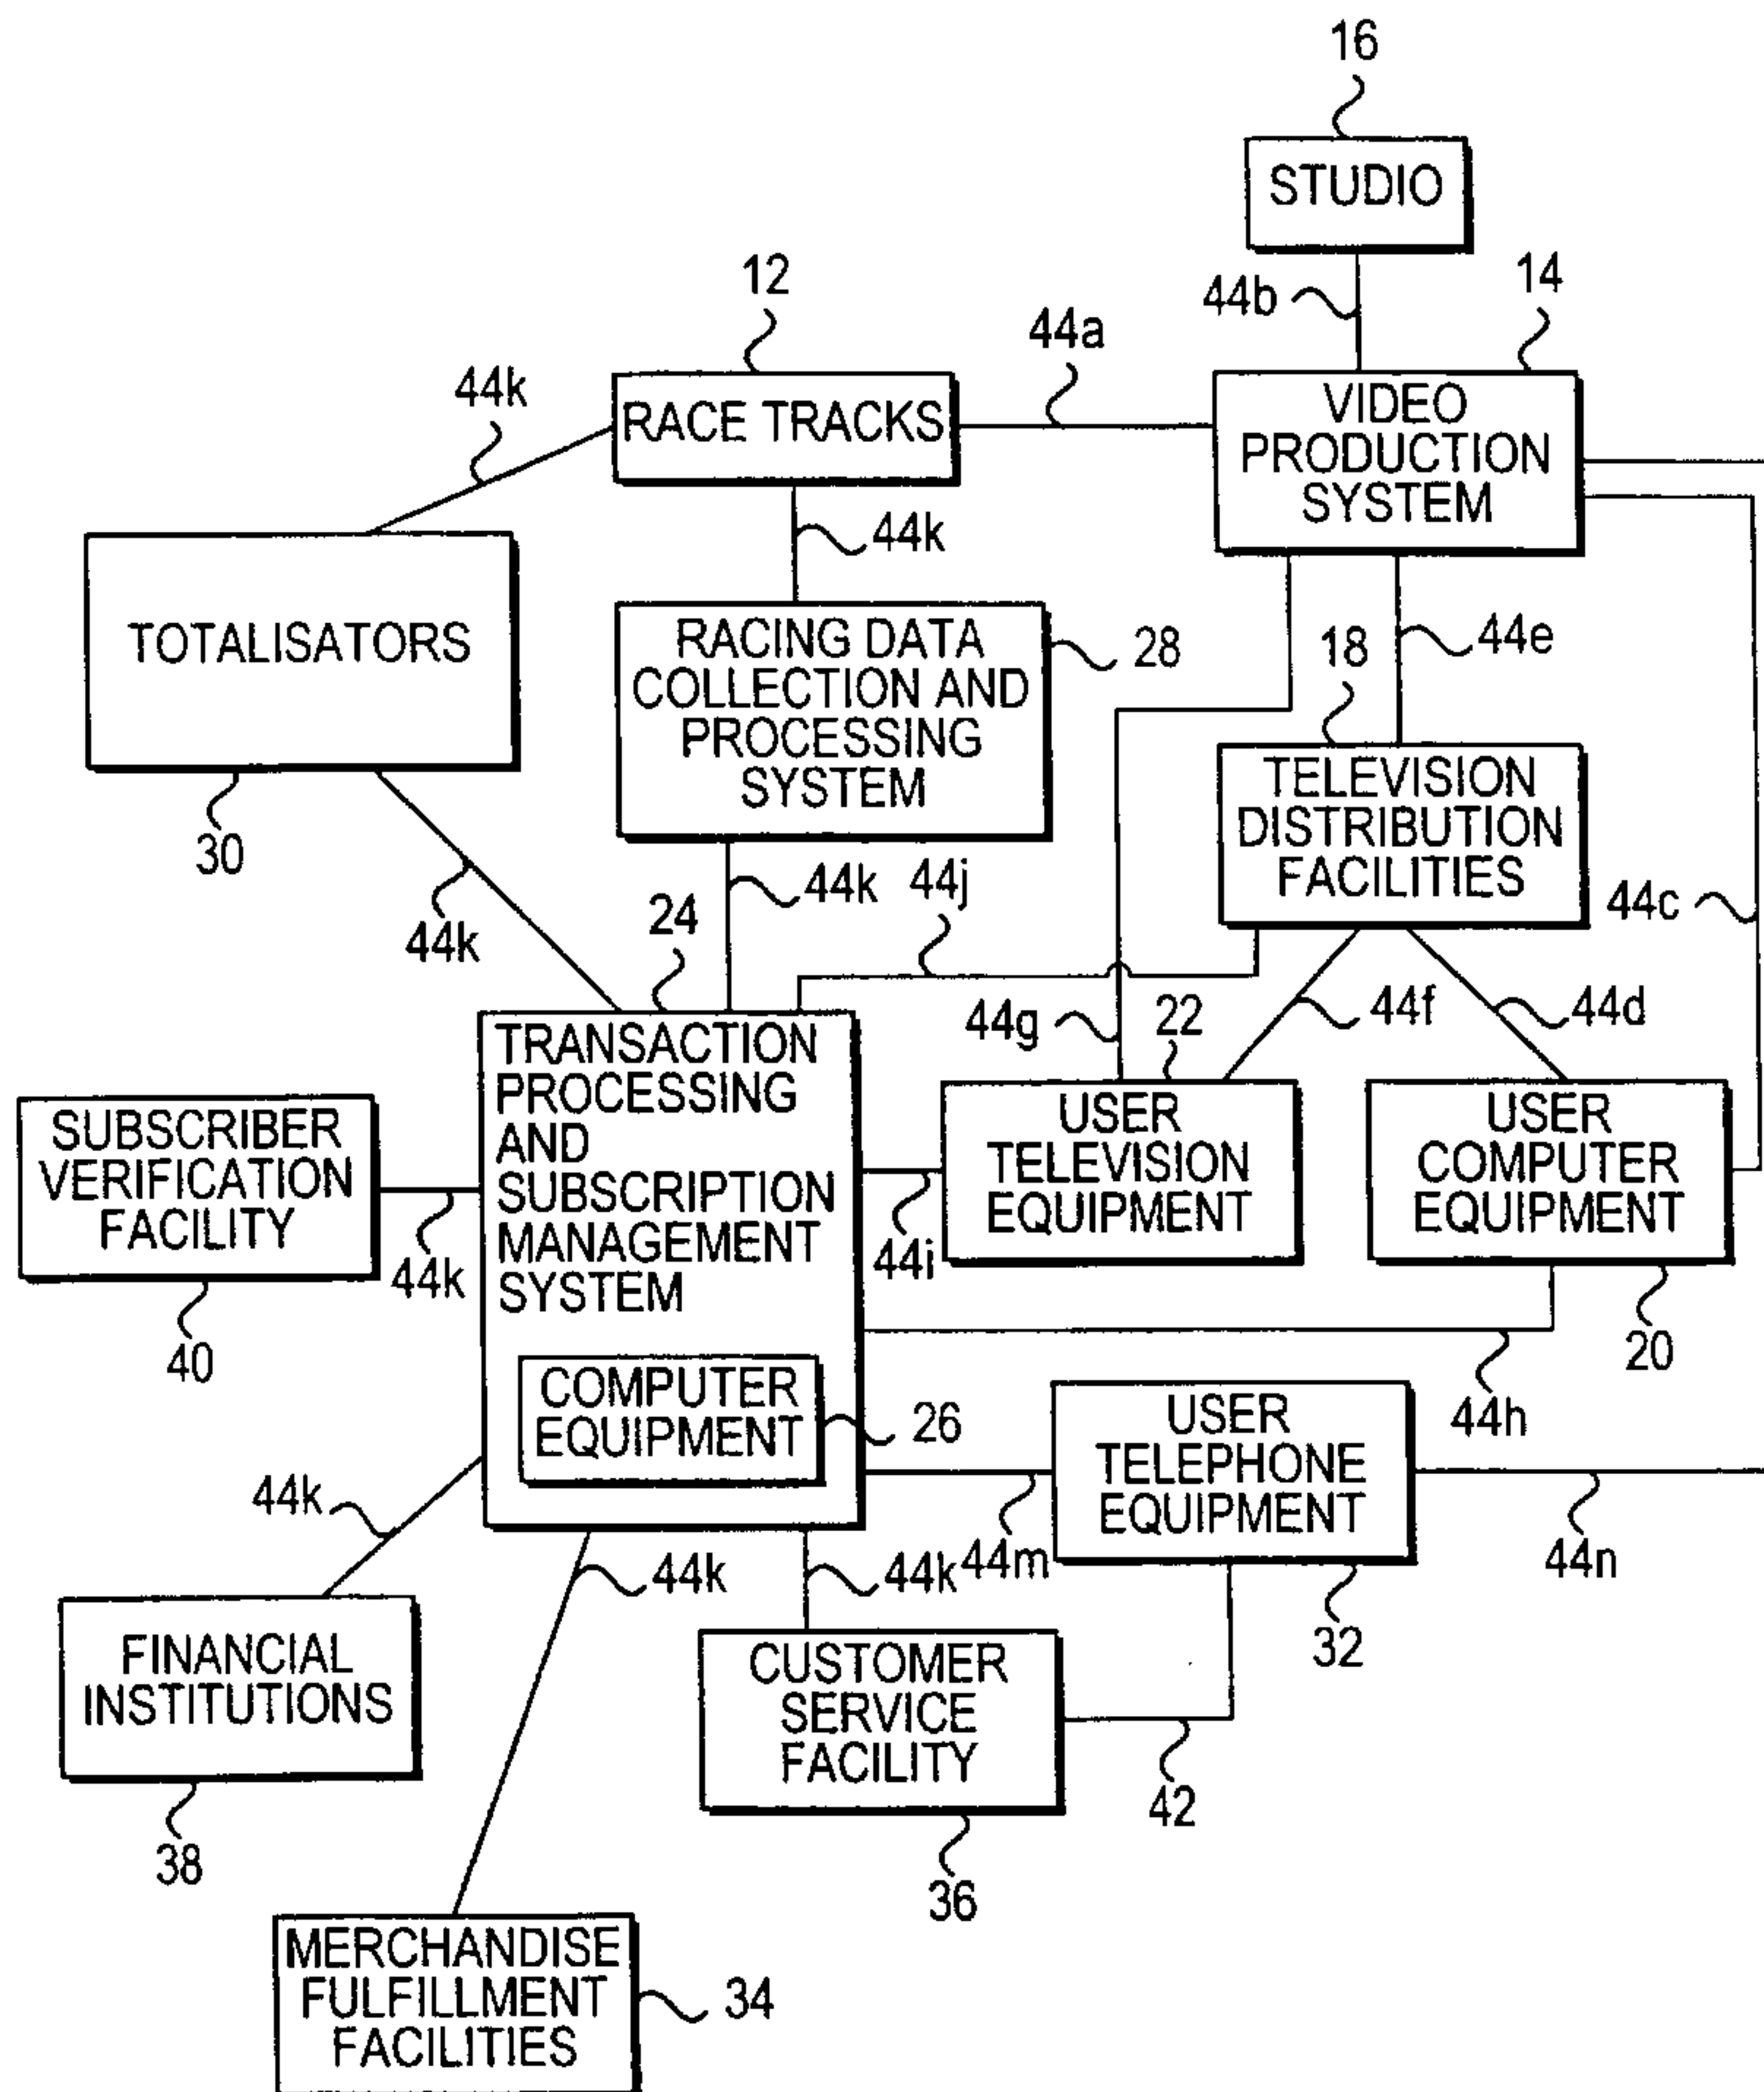 16
STUDIO
12
44b
14
44a
44k
RACE TRACKS
VIDEO
PRODUCTION
SYSTEM
44k
TOTALISATORS
30
RACING DATA
COLLECTION AND
PROCESSING
SYSTEM
28
18
44e
TELEVISION
DISTRIBUTION
FACILITIES
44k
44k
44j
44c
24
44g
22
44f
44d
TRANSACTION
PROCESSING
AND
SUBSCRIPTION
MANAGEMENT
SYSTEM
SUBSCRIBER
VERIFICATION
FACILITY
40
44k
44i
USER
TELEVISION
EQUIPMENT
USER
COMPUTER
EQUIPMENT
20
44h
COMPUTER
EQUIPMENT
26
USER
TELEPHONE
EQUIPMENT
32
44k
44k
44k
44m
44n
FINANCIAL
INSTITUTIONS
38
CUSTOMER
SERVICE
FACILITY
36
42
MERCHANDISE
FULFILLMENT
FACILITIES
34